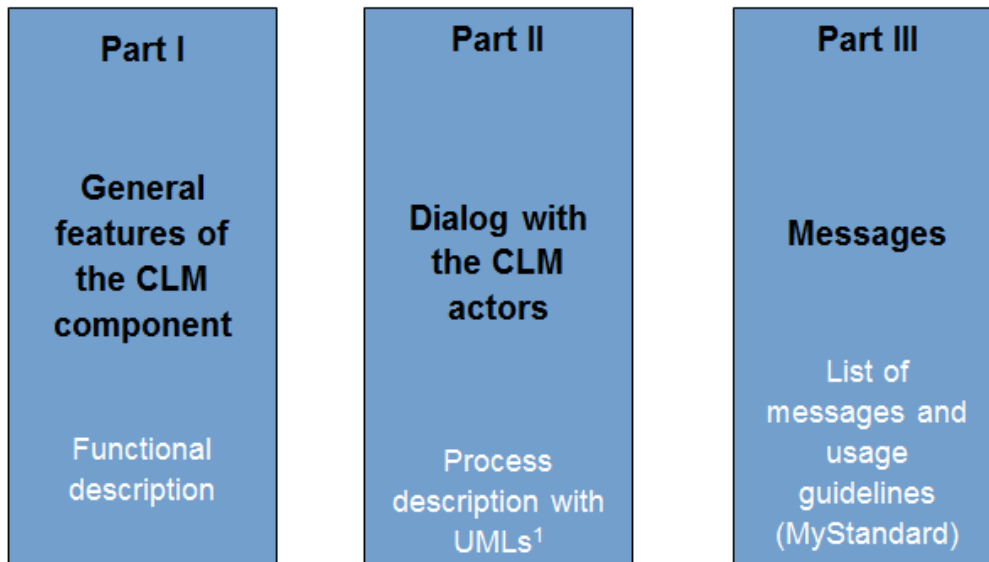 Part I
General
features of
the CLM
component
Functional
description
Part II
Dialog with
the CLM
actors
Process
description with
UMLs¹
Part III
Messages
List of
messages and
usage
guidelines
(MyStandard)